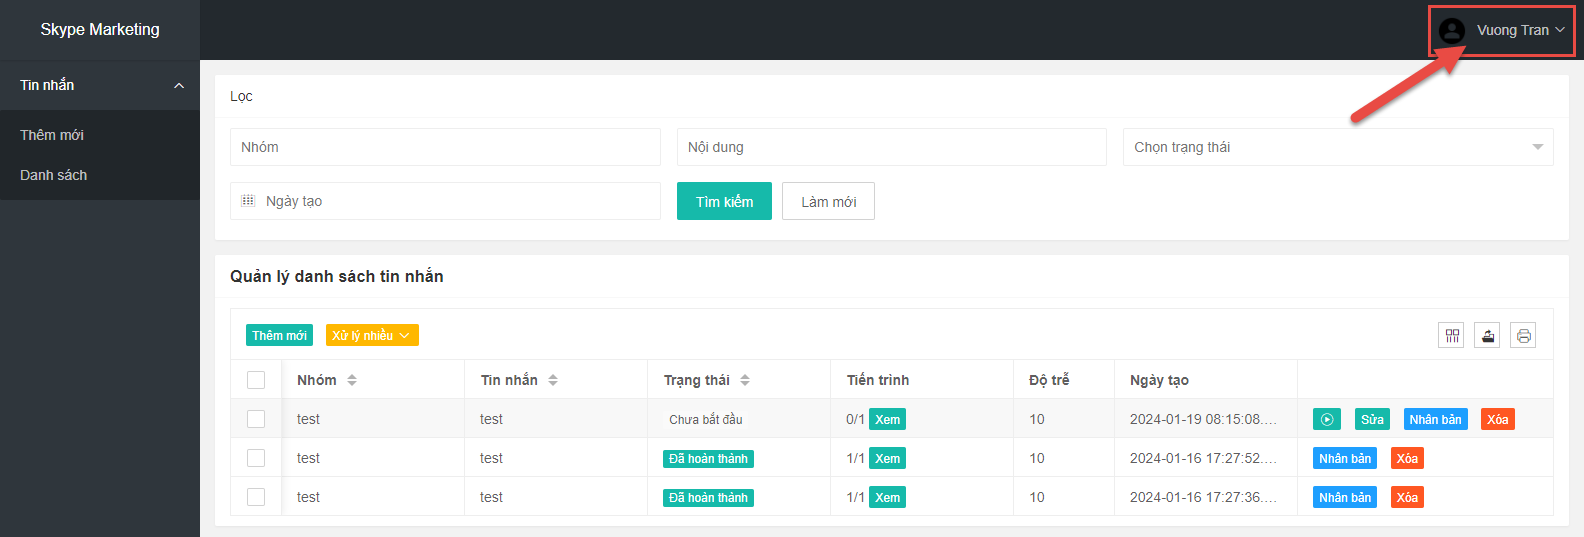 Skype Marketing
Vuong Tran
Tin nhắn
Thêm mới
Danh sách
Lọc
Nhóm
Nội dung
Chọn trạng thái
Ngày tạo
Tìm kiếm
Làm mới
Quản lý danh sách tin nhắn
Thêm mới
Xử lý nhiều
Nhóm Tin nhắn Trạng thái Tiến trình Độ trễ Ngày tạo
test test Chưa bắt đầu 0/1 Xem 10 2024-01-19 08:15:08.... Sửa Nhân bản Xóa
test test Đã hoàn thành 1/1 Xem 10 2024-01-16 17:27:52.... Nhân bản Xóa
test test Đã hoàn thành 1/1 Xem 10 2024-01-16 17:27:36.... Nhân bản Xóa